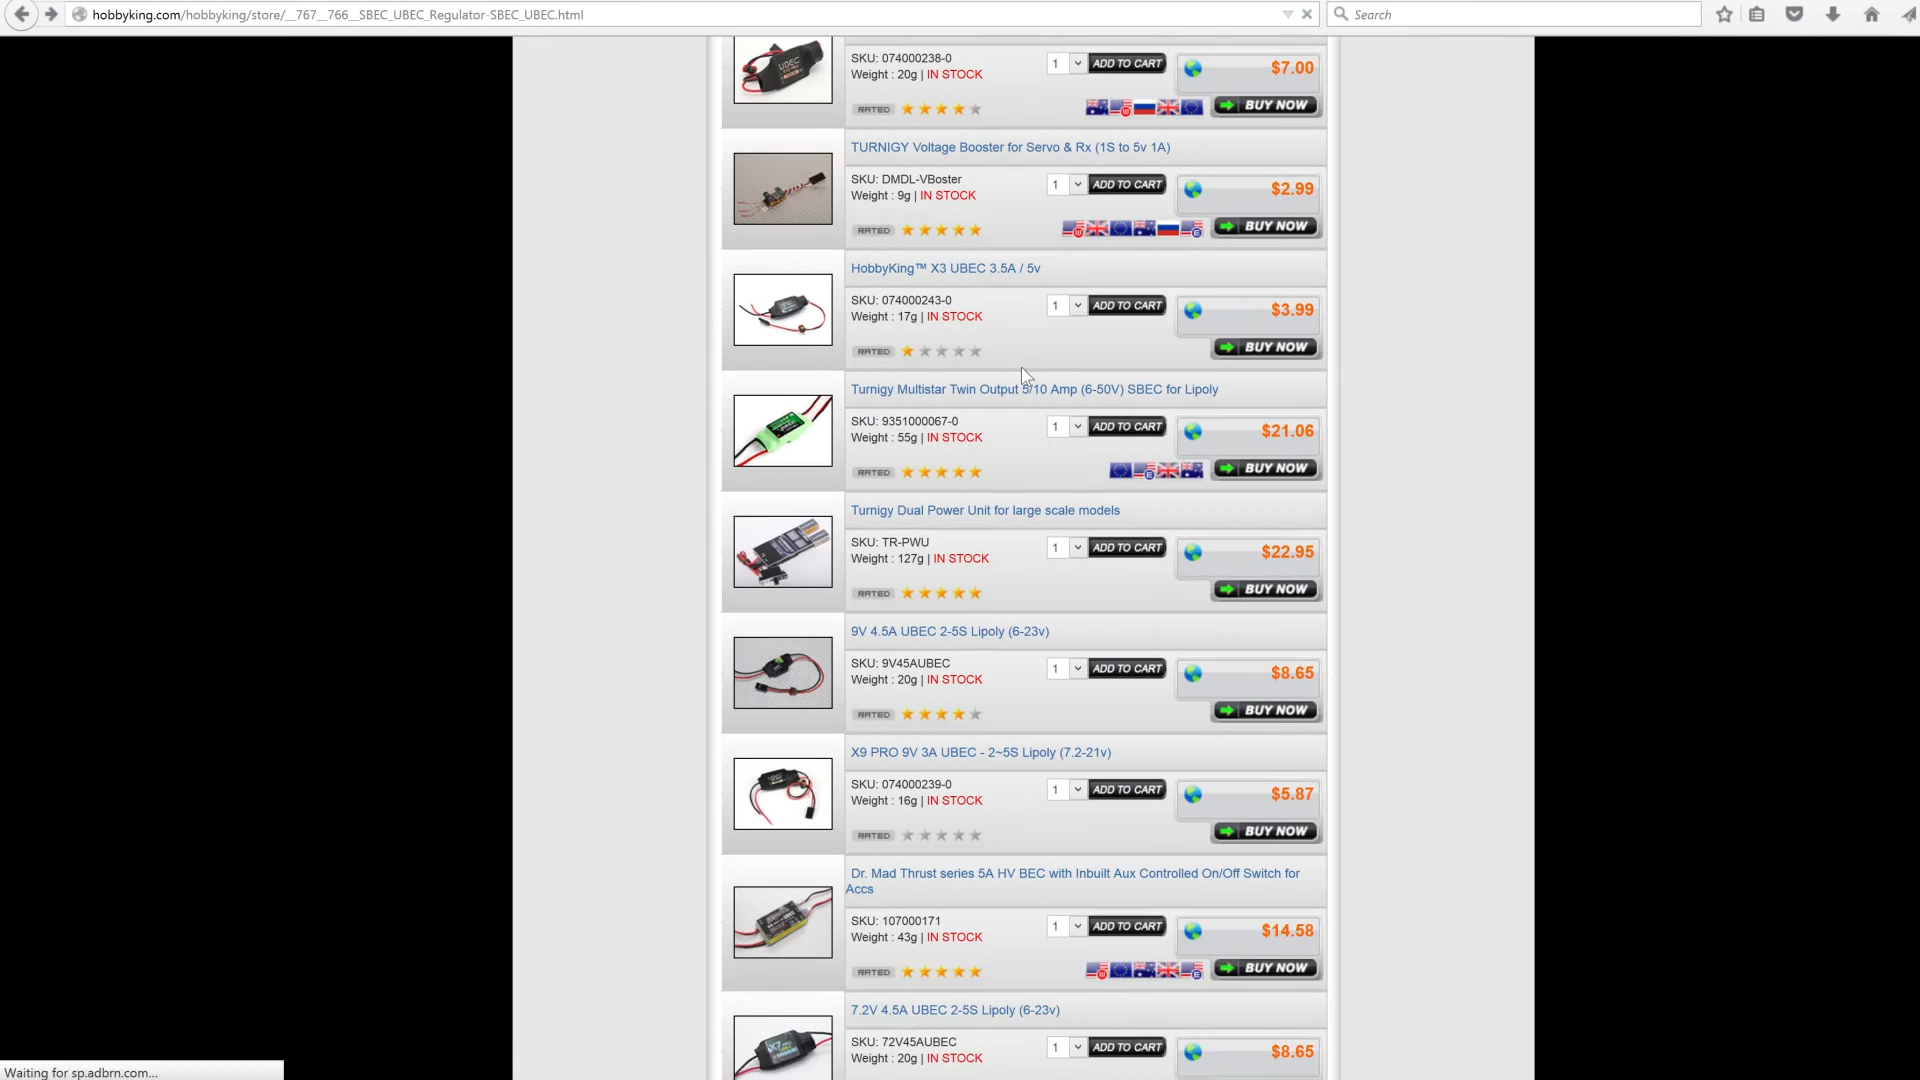 hobbyking.com/hobbyking/store/__767__766__SBEC_UBEC_Regulator-SBEC_UBEC.html
Search
SKU: 074000238-0
Weight : 20g | IN STOCK
1 ADD TO CART
$7.00
RATED
BUY NOW
TURNIGY Voltage Booster for Servo & Rx (1S to 5v 1A)
SKU: DMDL-VBoster
Weight : 9g | IN STOCK
1 ADD TO CART
$2.99
RATED
BUY NOW
HobbyKing™ X3 UBEC 3.5A / 5v
SKU: 074000243-0
Weight : 17g | IN STOCK
1 ADD TO CART
$3.99
RATED
BUY NOW
Turnigy Multistar Twin Output 5/10 Amp (6-50V) SBEC for Lipoly
SKU: 9351000067-0
Weight : 55g | IN STOCK
1 ADD TO CART
$21.06
RATED
BUY NOW
Turnigy Dual Power Unit for large scale models
SKU: TR-PWU
Weight : 127g | IN STOCK
1 ADD TO CART
$22.95
RATED
BUY NOW
9V 4.5A UBEC 2-5S Lipoly (6-23v)
SKU: 9V45AUBEC
Weight : 20g | IN STOCK
1 ADD TO CART
$8.65
RATED
BUY NOW
X9 PRO 9V 3A UBEC - 2~5S Lipoly (7.2-21v)
SKU: 074000239-0
Weight : 16g | IN STOCK
1 ADD TO CART
$5.87
RATED
BUY NOW
Dr. Mad Thrust series 5A HV BEC with Inbuilt Aux Controlled On/Off Switch for
Accs
SKU: 107000171
Weight : 43g | IN STOCK
1 ADD TO CART
$14.58
RATED
BUY NOW
7.2V 4.5A UBEC 2-5S Lipoly (6-23v)
SKU: 72V45AUBEC
Weight : 20g | IN STOCK
1 ADD TO CART
$8.65
Waiting for sp.adbrn.com...